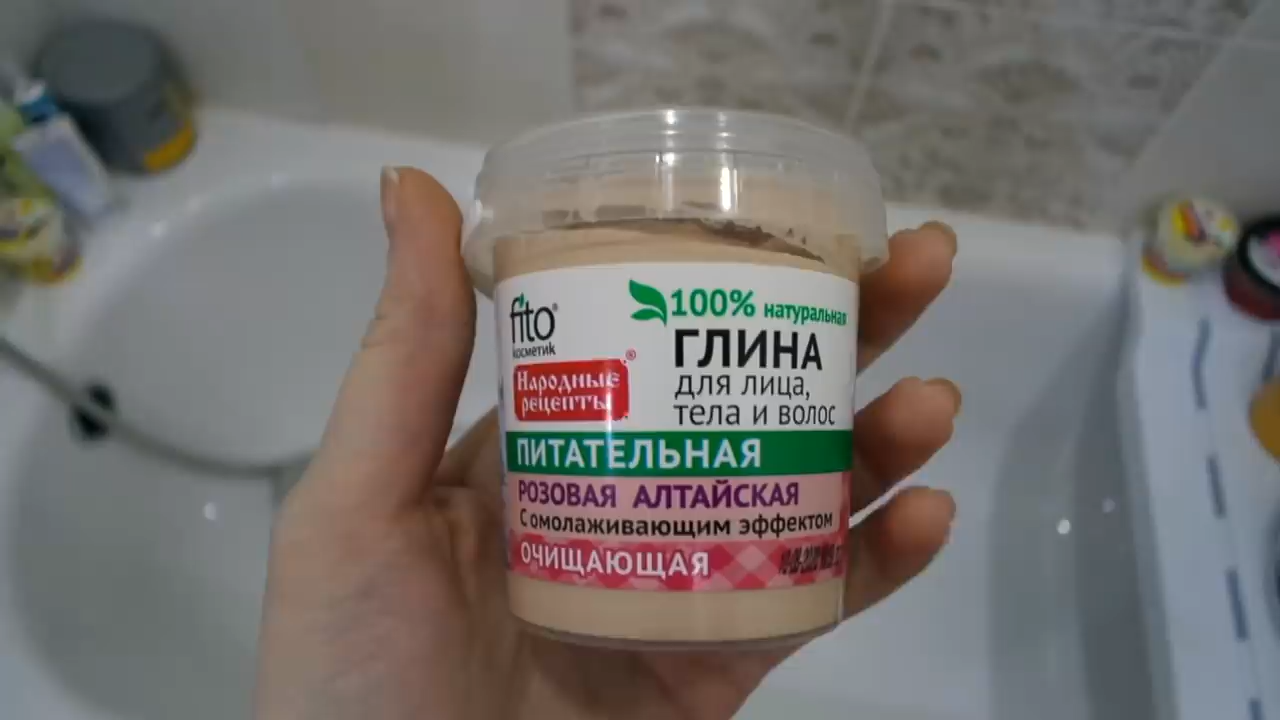 fito®
косметик
Народные®
рецепты
100% натуральная
ГЛИНА
для лица,
тела и волос
ПИТАТЕЛЬНАЯ
РОЗОВАЯ АЛТАЙСКАЯ
С омолаживающим эффектом
ОЧИЩАЮЩАЯ